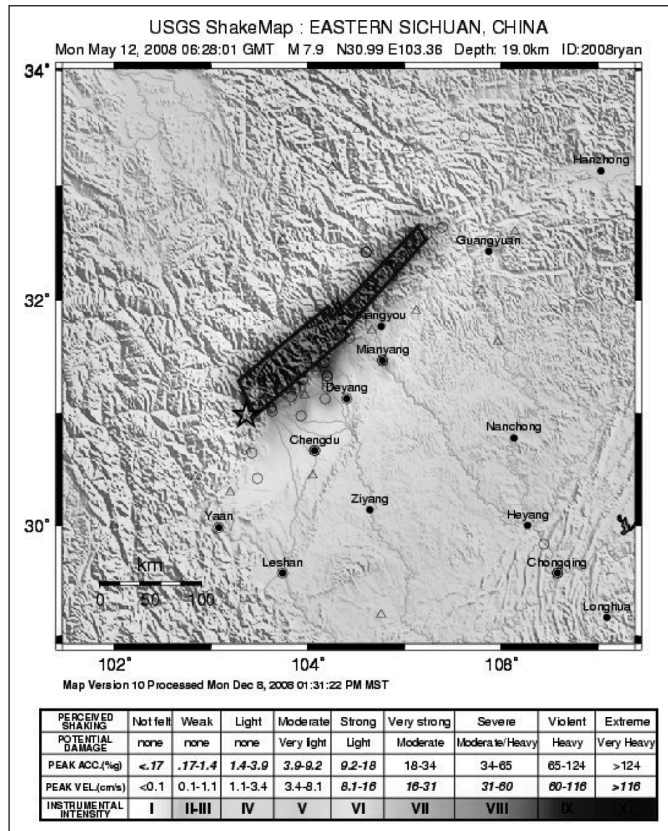 USGS ShakeMap : EASTERN SICHUAN, CHINA
Mon May 12, 2008 06:28:01 GMT M 7.9 N30.99 E103.36 Depth: 19.0km ID:2008ryan
34°
Hanzhong
Guangyuan
32°
Jiangyou
Mianyang
Deyang
Nanchong
Chengdu
Ziyang
30°
Yaan
Heyang
km
Leshan
Chongqing
0 50 100
Longhua
102° 104° 106°
Map Version 10 Processed Mon Dec 8, 2008 01:31:22 PM MST
PERCEIVED SHAKING Not felt Weak Light Moderate Strong Very strong Severe Violent Extreme
POTENTIAL DAMAGE none none none Very light Light Moderate Moderate/Heavy Heavy Very Heavy
PEAK ACC.(%g) <.17 .17-1.4 1.4-3.9 3.9-9.2 9.2-18 18-34 34-65 65-124 >124
PEAK VEL.(cm/s) <0.1 0.1-1.1 1.1-3.4 3.4-8.1 8.1-16 16-31 31-60 60-116 >116
INSTRUMENTAL INTENSITY I II-III IV V VI VII VIII IX X+